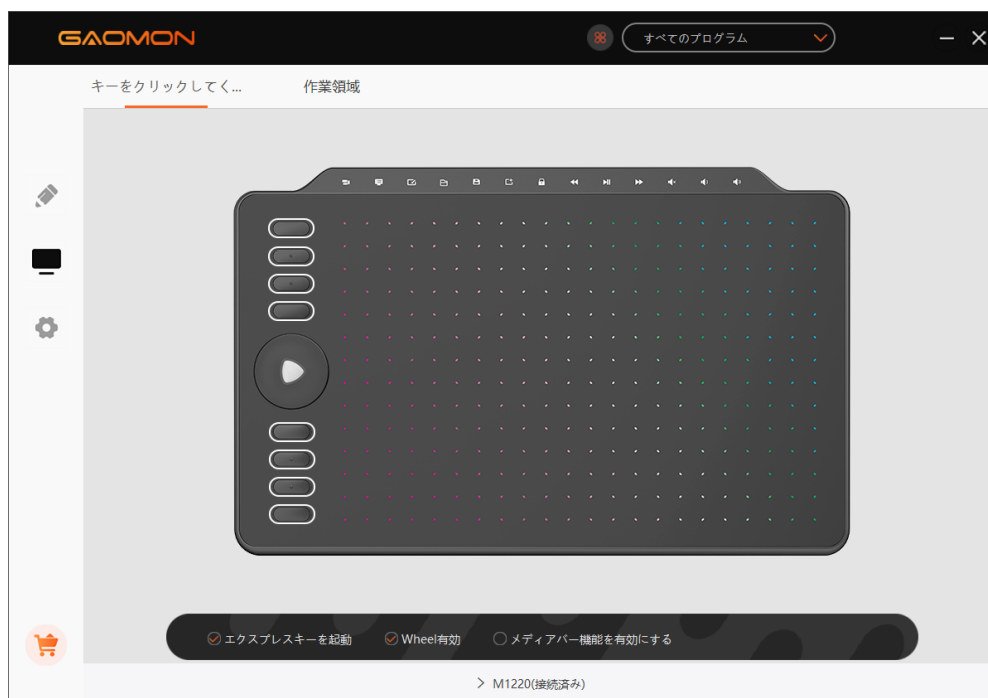 GAOMON
すべてのプログラム
キーをクリックしてく...
作業領域
エクスプレスキーを起動
Wheel有効
メディアバー機能を有効にする
M1220(接続済み)